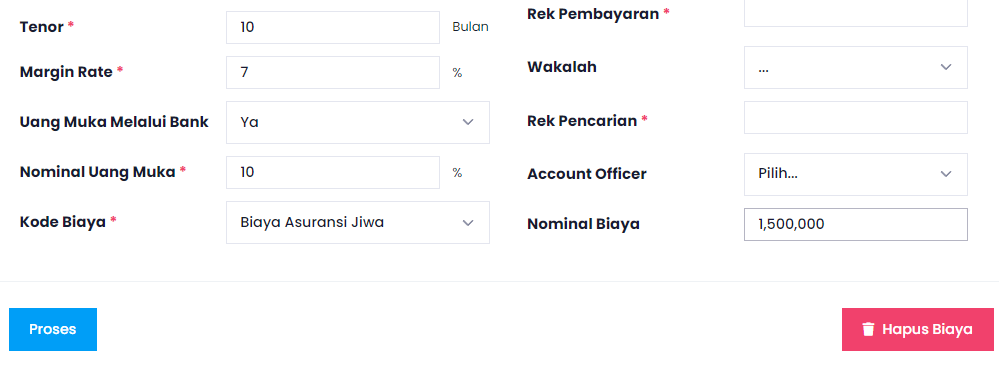 Tenor * 10 Bulan
Margin Rate * 7 %
Uang Muka Melalui Bank Ya
Nominal Uang Muka * 10 %
Kode Biaya * Biaya Asuransi Jiwa
Rek Pembayaran *
Wakalah ...
Rek Pencarian *
Account Officer Pilih...
Nominal Biaya 1,500,000
Proses
Hapus Biaya